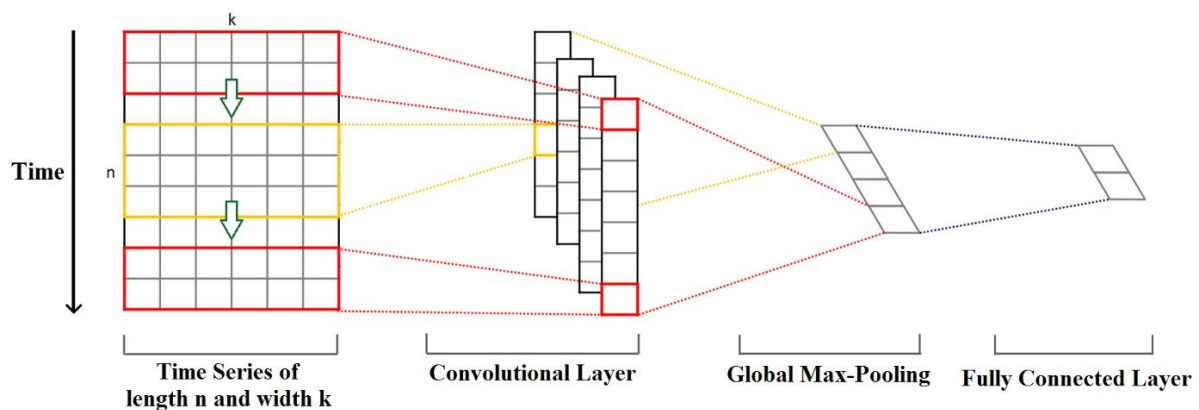 k
Time
n
Time Series of
length n and width k
Convolutional Layer
Global Max-Pooling
Fully Connected Layer